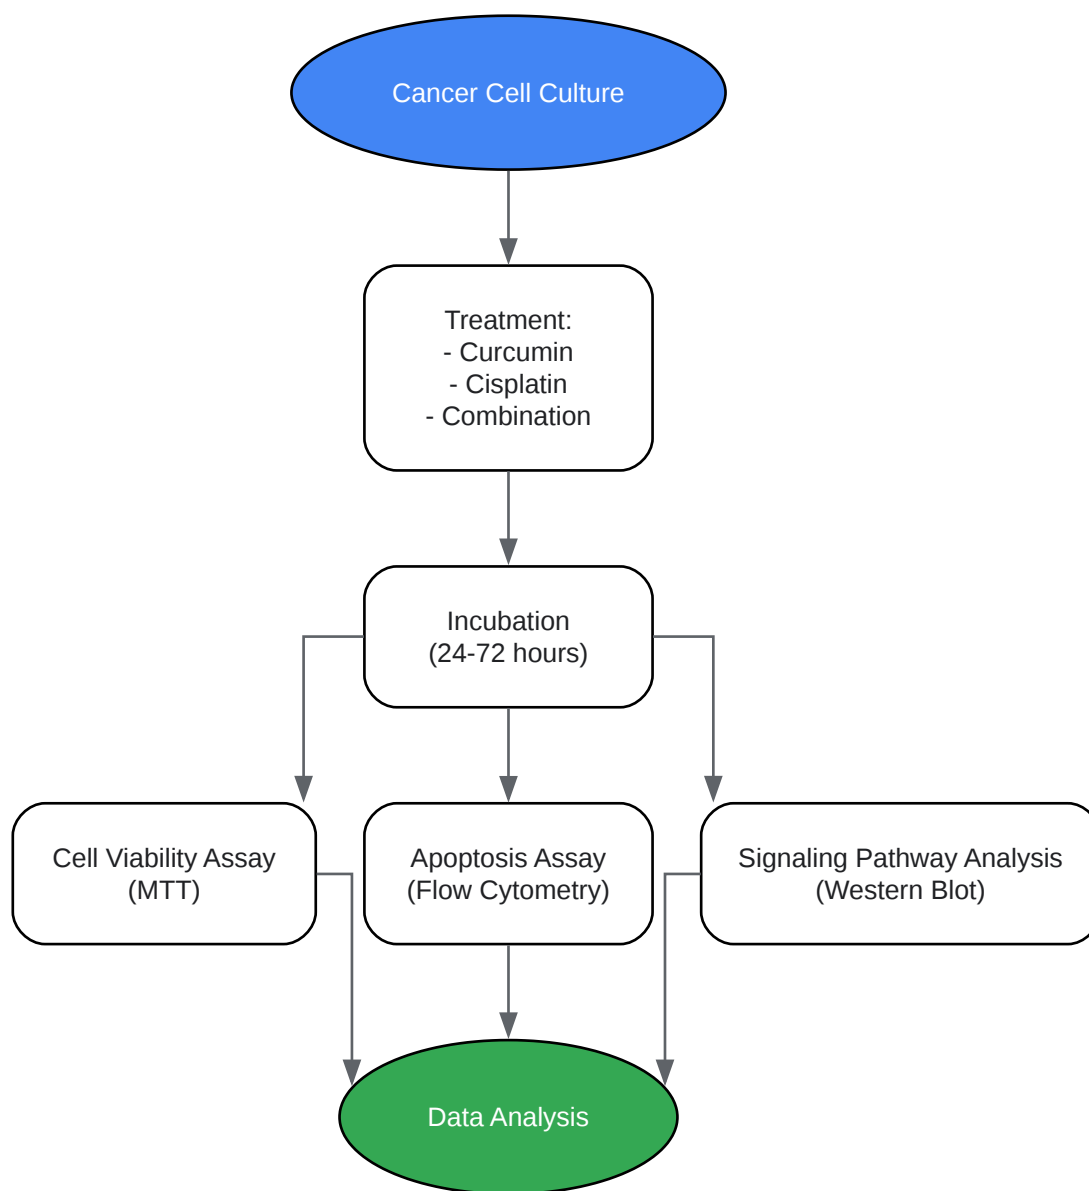 Cancer Cell Culture
Treatment:
- Curcumin
- Cisplatin
- Combination
Incubation
(24-72 hours)
Cell Viability Assay
(MTT)
Apoptosis Assay
(Flow Cytometry)
Signaling Pathway Analysis
(Western Blot)
Data Analysis